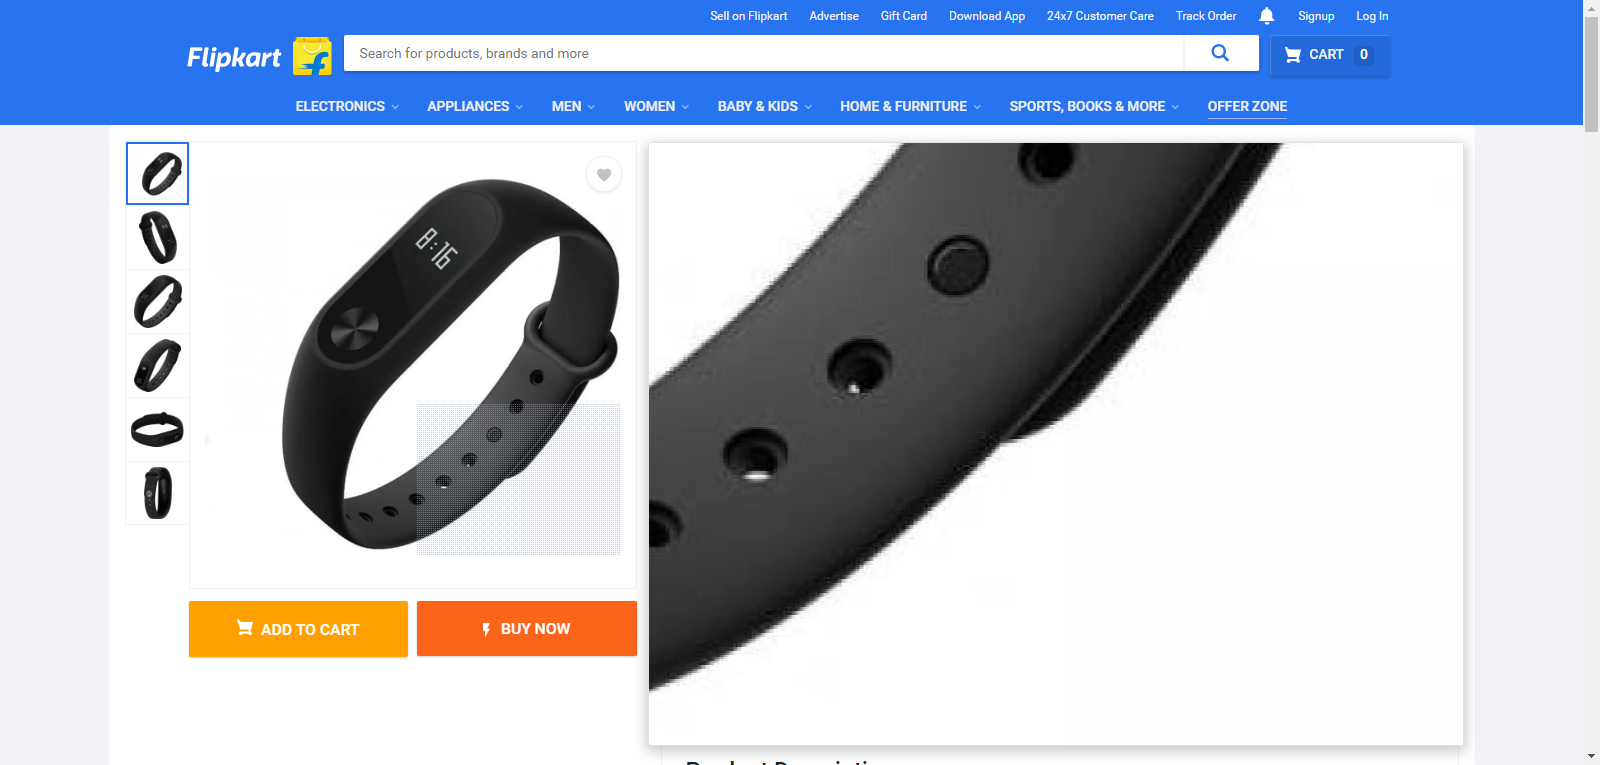 Sell on Flipkart Advertise Gift Card Download App 24x7 Customer Care Track Order Signup Log In
Flipkart
Search for products, brands and more
CART 0
ELECTRONICS APPLIANCES MEN WOMEN BABY & KIDS HOME & FURNITURE SPORTS, BOOKS & MORE OFFER ZONE
8:16
ADD TO CART
BUY NOW